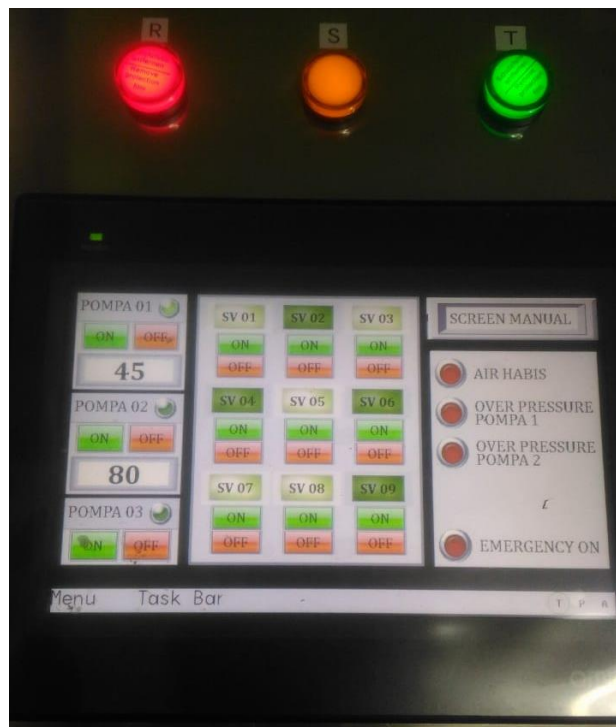 R S T
POMPA 01
ON OFF
45
POMPA 02
ON OFF
80
POMPA 03
ON OFF
SV 01 SV 02 SV 03
ON ON ON
OFF OFF OFF
SV 04 SV 05 SV 06
ON ON ON
OFF OFF OFF
SV 07 SV 08 SV 09
ON ON ON
OFF OFF OFF
SCREEN MANUAL
AIR HABIS
OVER PRESSURE
POMPA 1
OVER PRESSURE
POMPA 2
EMERGENCY ON
Menu Task Bar
T P A